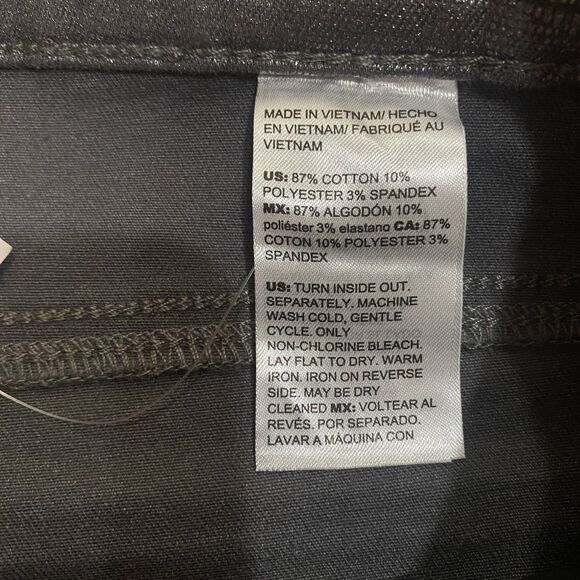 MADE IN VIETNAM/ HECHO
EN VIETNAM/ FABRIQUÉ AU
VIETNAM
US: 87% COTTON 10%
POLYESTER 3% SPANDEX
MX: 87% ALGODÓN 10%
poliéster 3% elastano CA: 87%
COTON 10% POLYESTER 3%
SPANDEX
US: TURN INSIDE OUT.
SEPARATELY. MACHINE
WASH COLD, GENTLE
CYCLE. ONLY
NON-CHLORINE BLEACH.
LAY FLAT TO DRY. WARM
IRON. IRON ON REVERSE
SIDE. MAY BE DRY
CLEANED MX: VOLTEAR AL
REVÉS. POR SEPARADO.
LAVAR A MÁQUINA CON